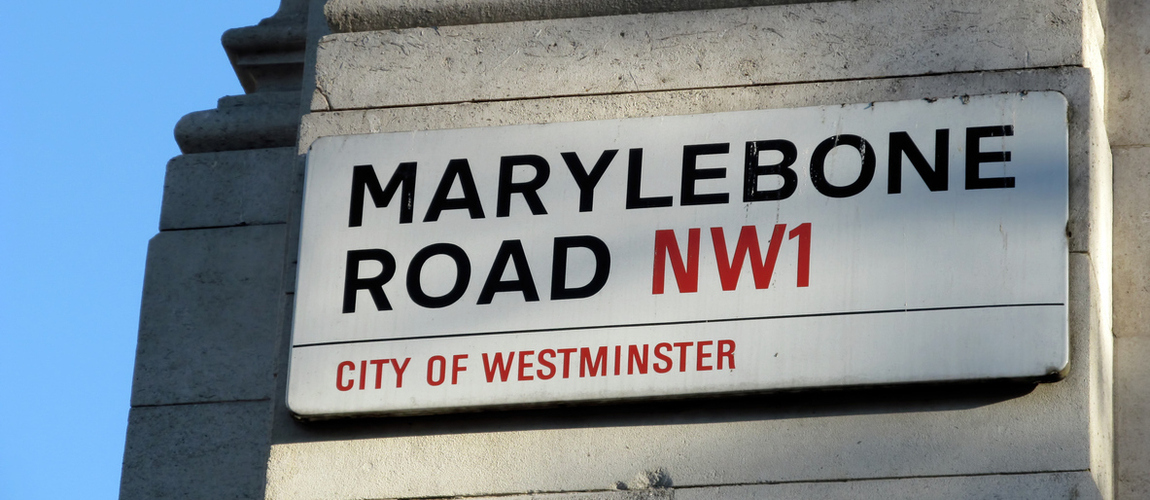 MARYLEBONE
ROAD NW1
CITY OF WESTMINSTER